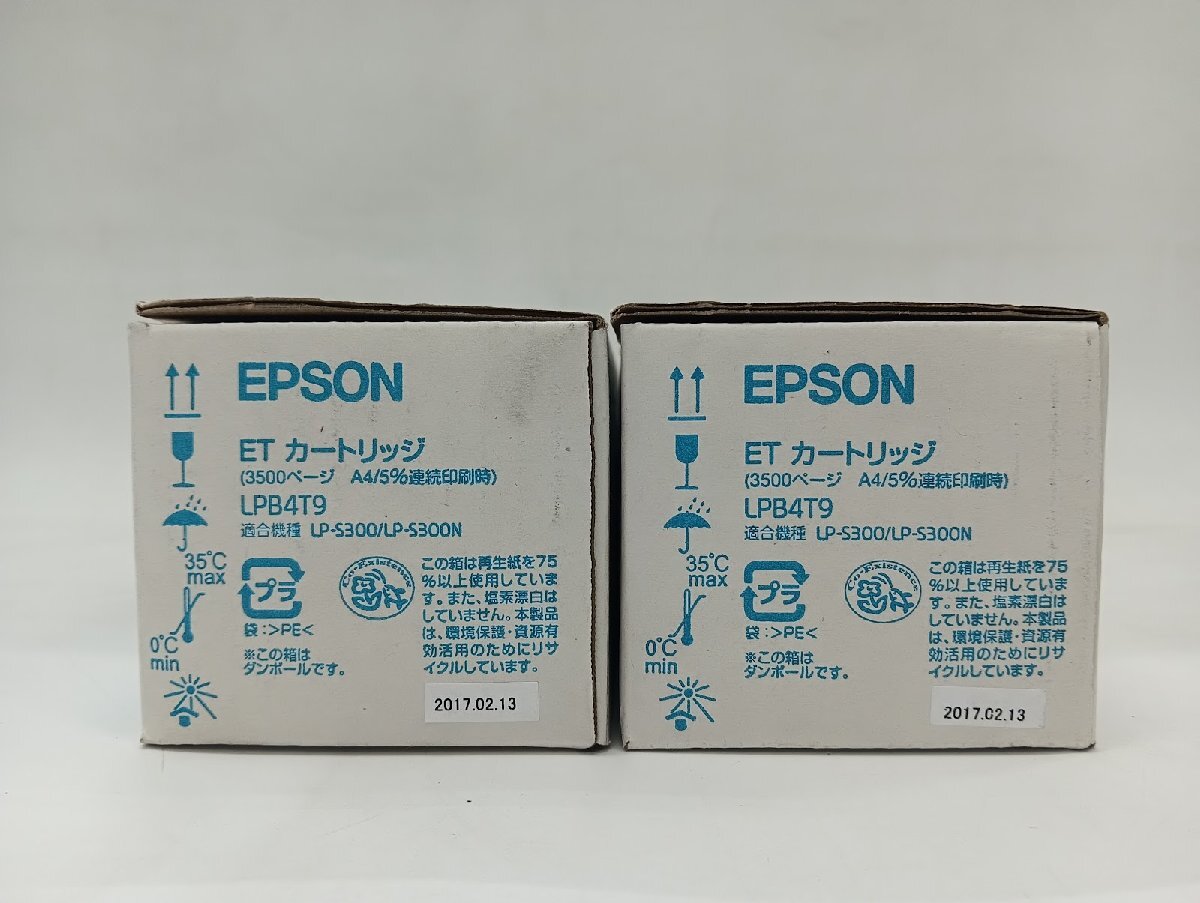 EPSON
ET カートリッジ
(3500ページ A4/5%連続印刷時)
LPB4T9
適合機種 LP-S300/LP-S300N
35℃
max
0℃
min
プラ
袋:>PE<
※この箱は
ダンボールです。
Co-Existence
この箱は再生紙を75
%以上使用していま
す。また、塩素漂白は
していません。本製品
は、環境保護・資源有
効活用のためにリサ
イクルしています。
2017.02.13
EPSON
ET カートリッジ
(3500ページ A4/5%連続印刷時)
LPB4T9
適合機種 LP-S300/LP-S300N
35℃
max
0℃
min
プラ
袋:>PE<
※この箱は
ダンボールです。
Co-Existence
この箱は再生紙を75
%以上使用していま
す。また、塩素漂白は
していません。本製品
は、環境保護・資源有
効活用のためにリサ
イクルしています。
2017.02.13